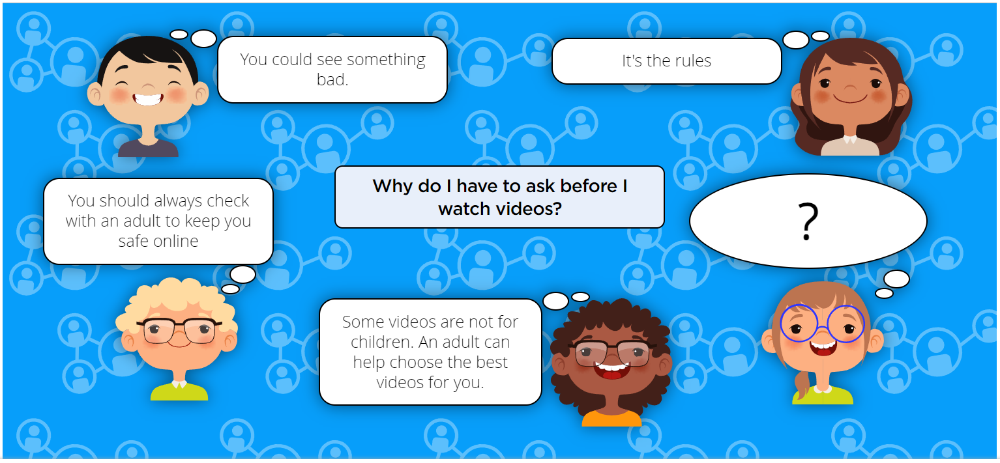 You could see something
bad.
It's the rules
Why do I have to ask before I
watch videos?
You should always check
with an adult to keep you
safe online
?
Some videos are not for
children. An adult can
help choose the best
videos for you.